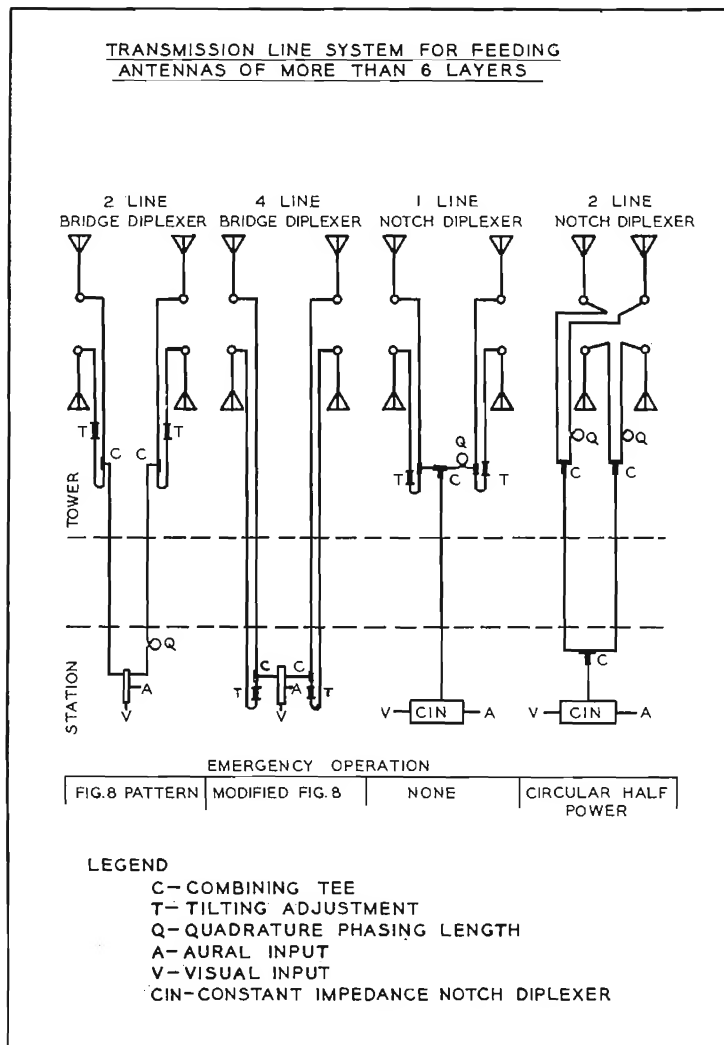 TRANSMISSION LINE SYSTEM FOR FEEDING
ANTENNAS OF MORE THAN 6 LAYERS
2 LINE
BRIDGE DIPLEXER
4 LINE
BRIDGE DIPLEXER
1 LINE
NOTCH DIPLEXER
2 LINE
NOTCH DIPLEXER
T T
C C
Q
T C T
Q Q
C C
TOWER
Q
C C
C
T A T
A
V
V
STATION
V CIN A
V CIN A
EMERGENCY OPERATION
FIG.8 PATTERN
MODIFIED FIG.8
NONE
CIRCULAR HALF
POWER
LEGEND
C-COMBINING TEE
T-TILTING ADJUSTMENT
Q-QUADRATURE PHASING LENGTH
A-AURAL INPUT
V-VISUAL INPUT
CIN-CONSTANT IMPEDANCE NOTCH DIPLEXER